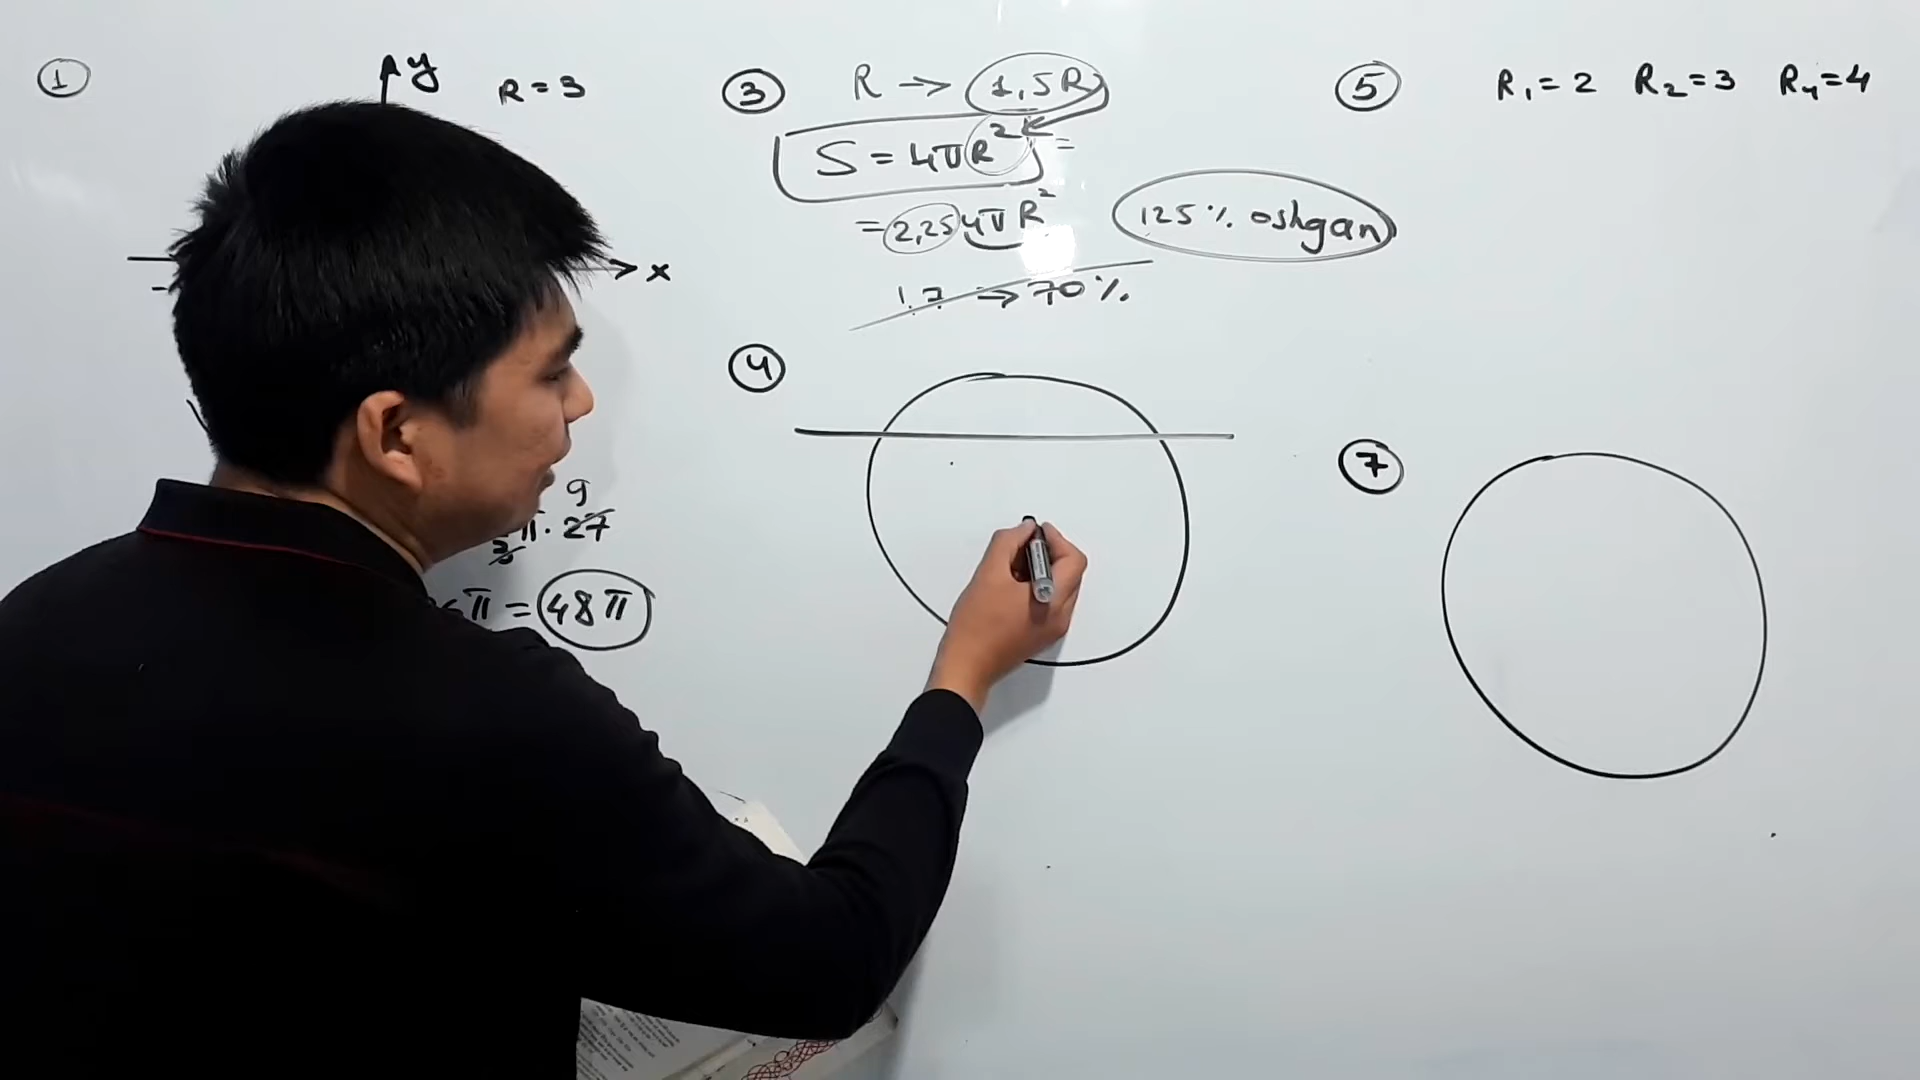 ①
y
R = 3
x
9
π · 27
3
π = 48π
③ R → 1,5R
S = 4πR² =
= 2,25 4πR²
125% oshgan
1.7 → 70%
④
⑤ R₁ = 2 R₂ = 3 R₄ = 4
⑦